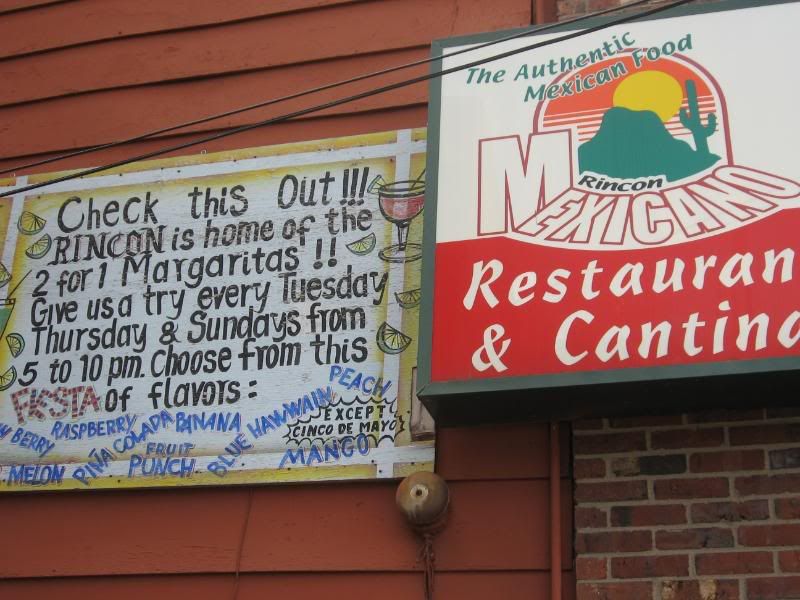 Check this Out!!!
RINCON is home of the
2 for 1 Margaritas !!
Give us a try every Tuesday
Thursday & Sundays from
5 to 10 pm. Choose from this
FIESTA of flavors:
BERRY RASPBERRY BANANA PEACH
PIÑA COLADA BLUE HAWWAIN
MELON FRUIT PUNCH MANGO
EXCEPT
CINCO DE MAYO
The Authentic
Mexican Food
Rincon
MEXICANO
Restauran
& Cantina